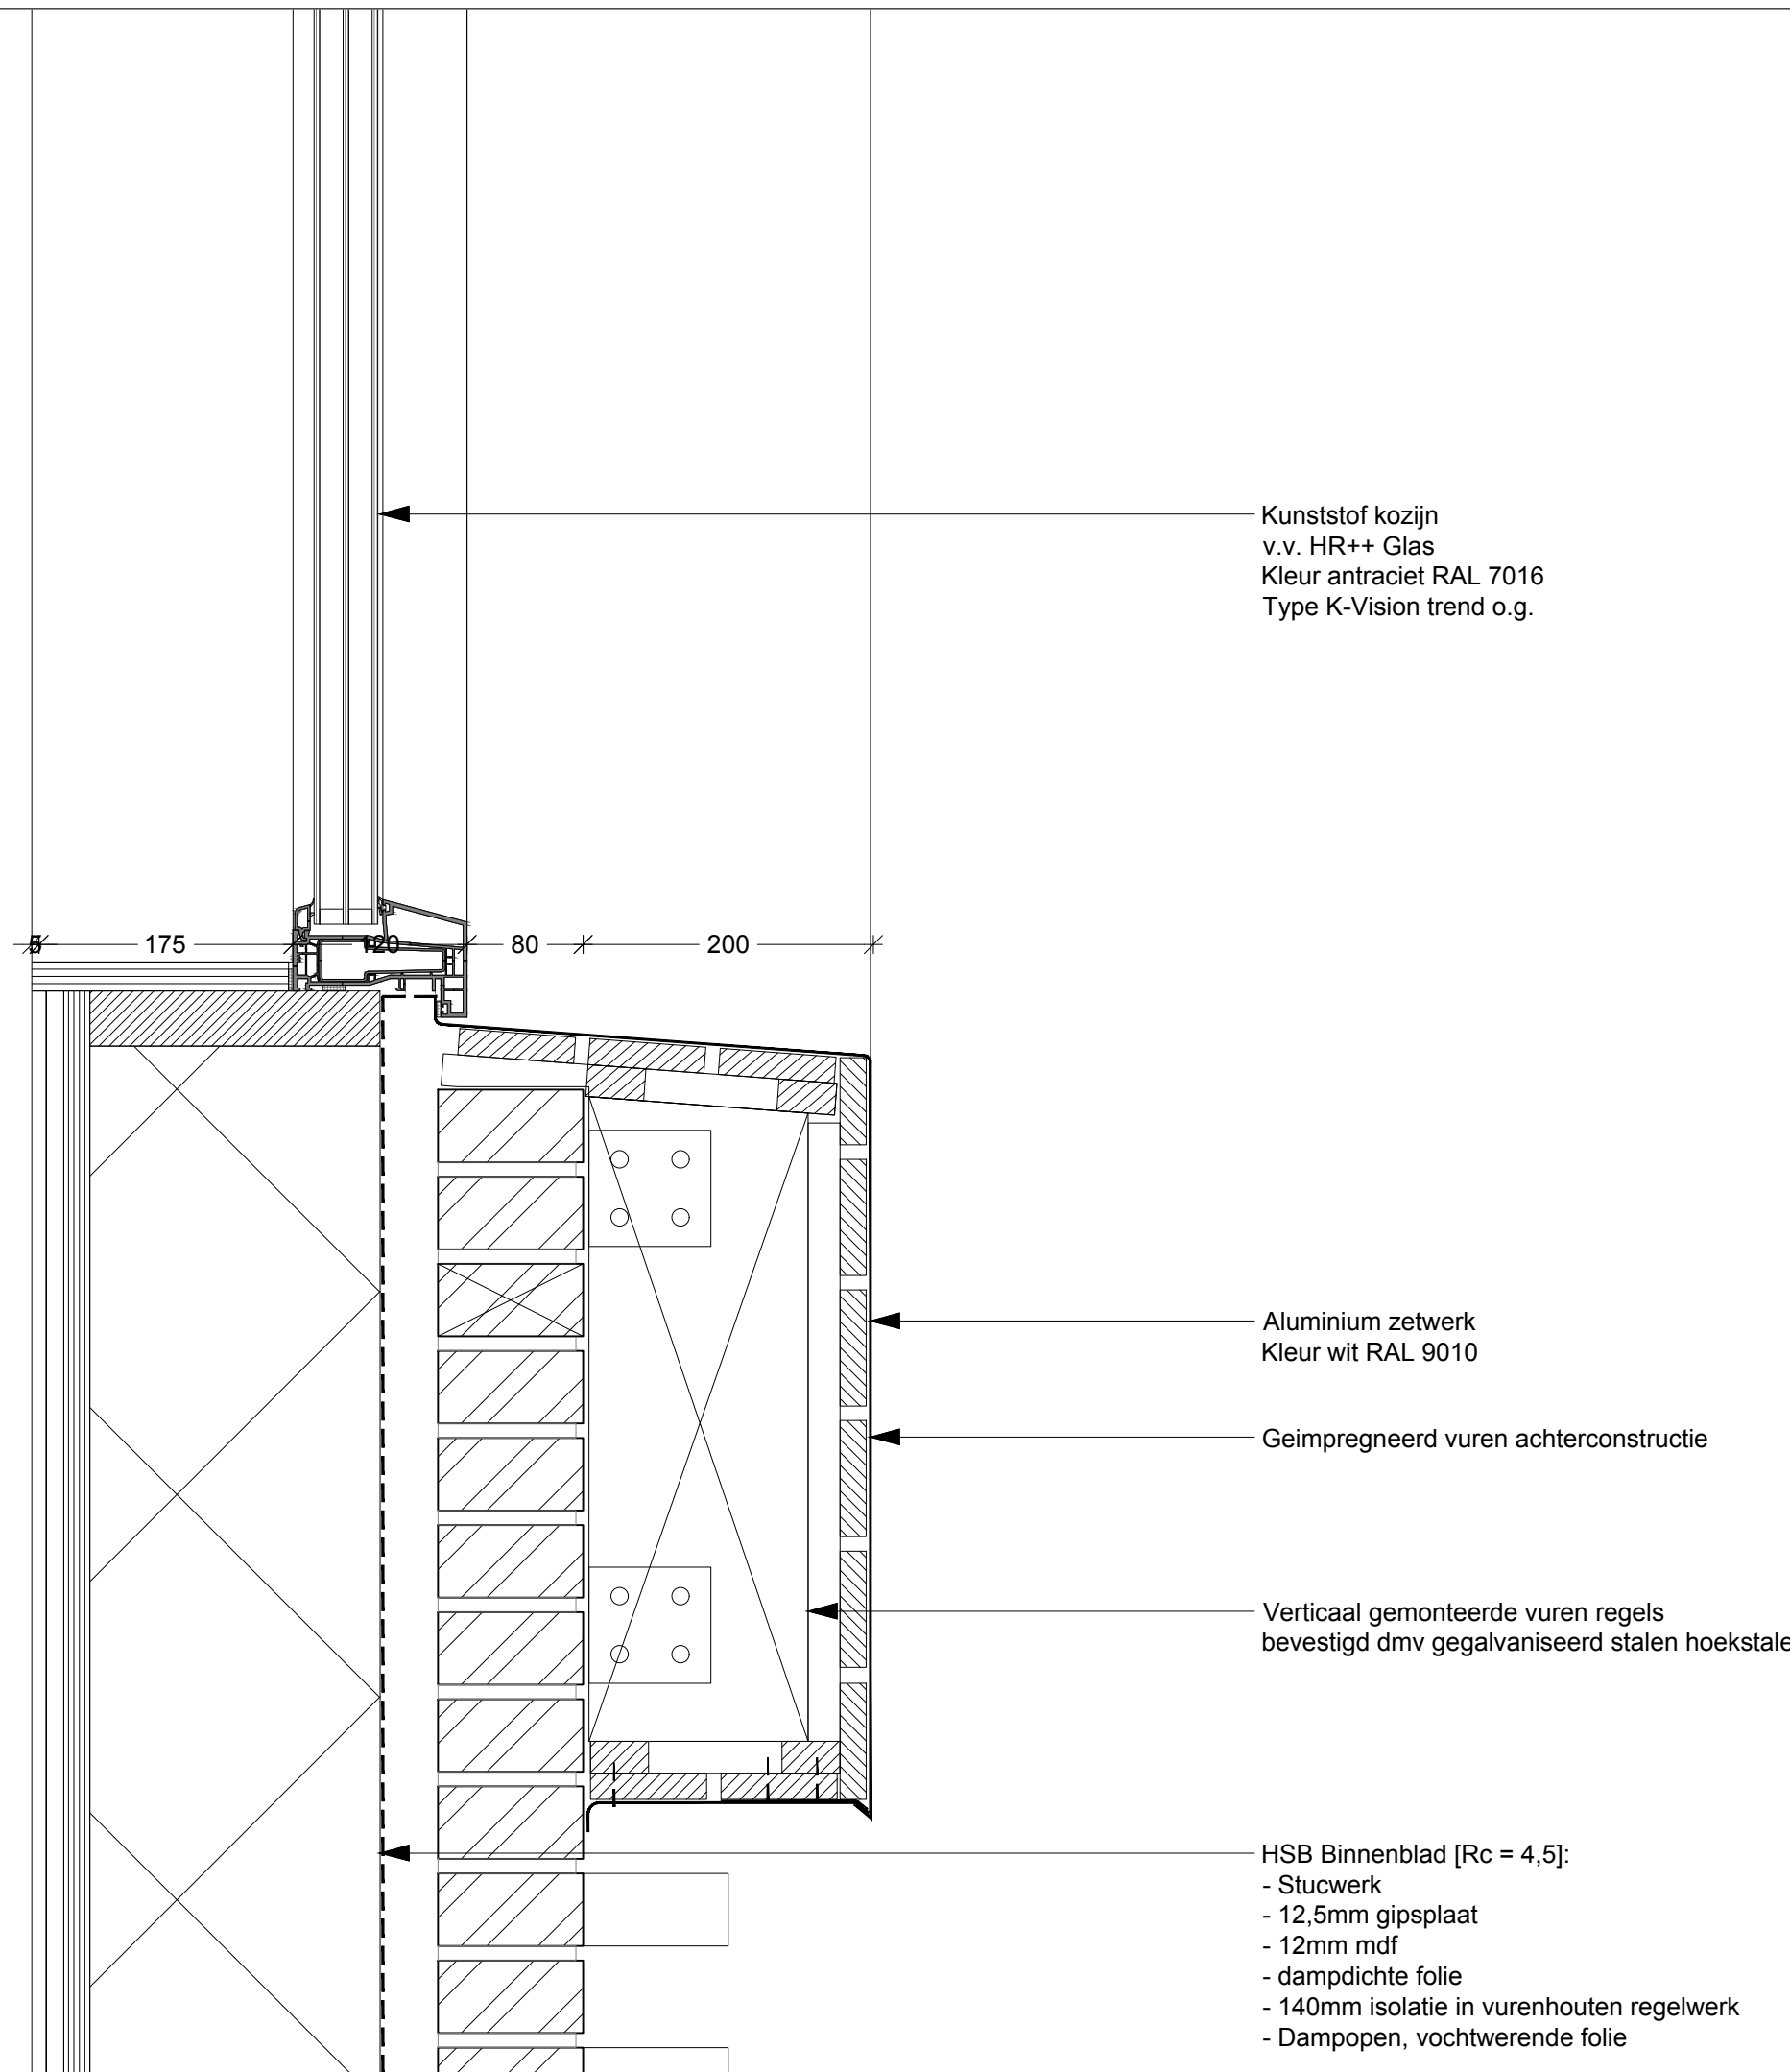 Kunststof kozijn
v.v. HR++ Glas
Kleur antraciet RAL 7016
Type K-Vision trend o.g.
175 120 80 200
Aluminium zetwerk
Kleur wit RAL 9010
Geimpregneerd vuren achterconstructie
Verticaal gemonteerde vuren regels
bevestigd dmv gegalvaniseerd stalen hoekstale
HSB Binnenblad [Rc = 4,5]:
- Stucwerk
- 12,5mm gipsplaat
- 12mm mdf
- dampdichte folie
- 140mm isolatie in vurenhouten regelwerk
- Dampopen, vochtwerende folie